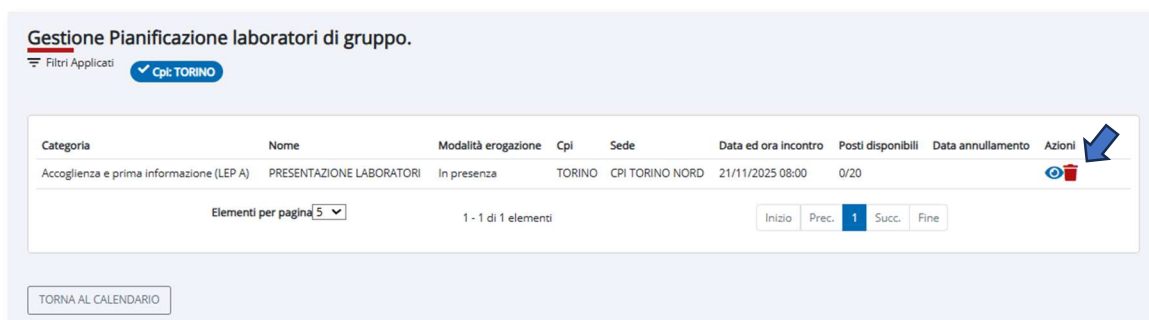 Gestione Pianificazione laboratori di gruppo.
Filtri Applicati
Cpi: TORINO
Categoria Nome Modalità erogazione Cpi Sede Data ed ora incontro Posti disponibili Data annullamento Azioni
Accoglienza e prima informazione (LEP A) PRESENTAZIONE LABORATORI In presenza TORINO CPI TORINO NORD 21/11/2025 08:00 0/20
Elementi per pagina 5 1 - 1 di 1 elementi Inizio Prec. 1 Succ. Fine
TORNA AL CALENDARIO